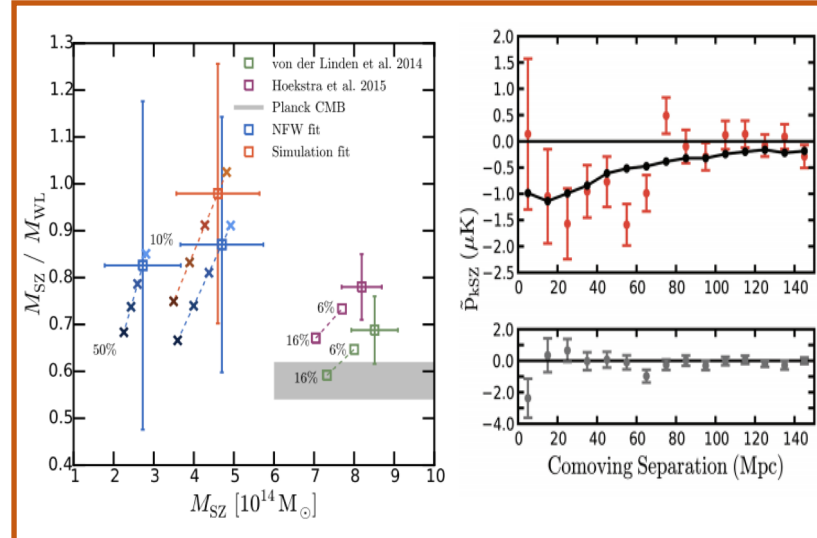 1.3
1.2
1.1
1.0
0.9
0.8
0.7
0.6
0.5
0.4
M_SZ / M_WL
von der Linden et al. 2014
Hoekstra et al. 2015
Planck CMB
NFW fit
Simulation fit
10%
50%
6%
16%
6%
16%
1 2 3 4 5 6 7 8 9 10
M_SZ [10^14 M_⊙]
2.0
1.5
1.0
0.5
0.0
−0.5
−1.0
−1.5
−2.0
−2.5
0 20 40 60 80 100 120 140
p̃_kSZ (μK)
2.0
0.0
−2.0
−4.0
0 20 40 60 80 100 120 140
Comoving Separation (Mpc)